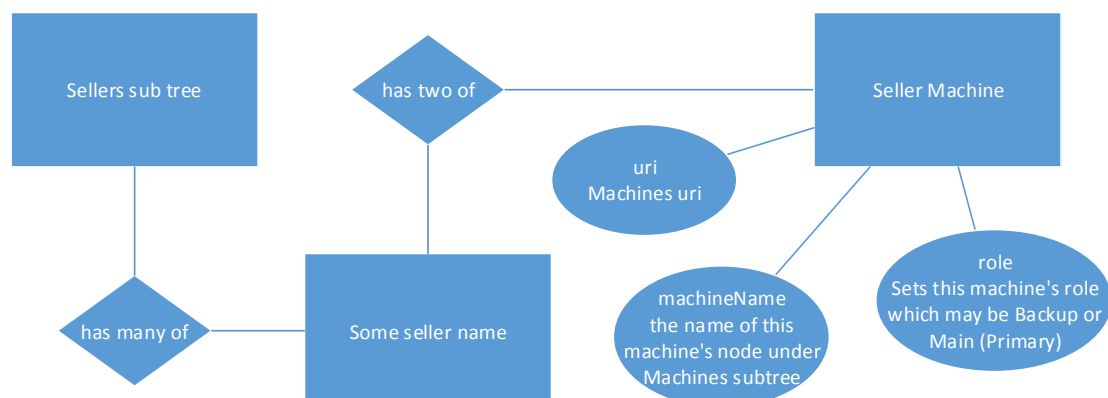 Sellers sub tree
has two of
Seller Machine
uri
Machines uri
has many of
Some seller name
machineName
the name of this
machine's node under
Machines subtree
role
Sets this machine's role
which may be Backup or
Main (Primary)